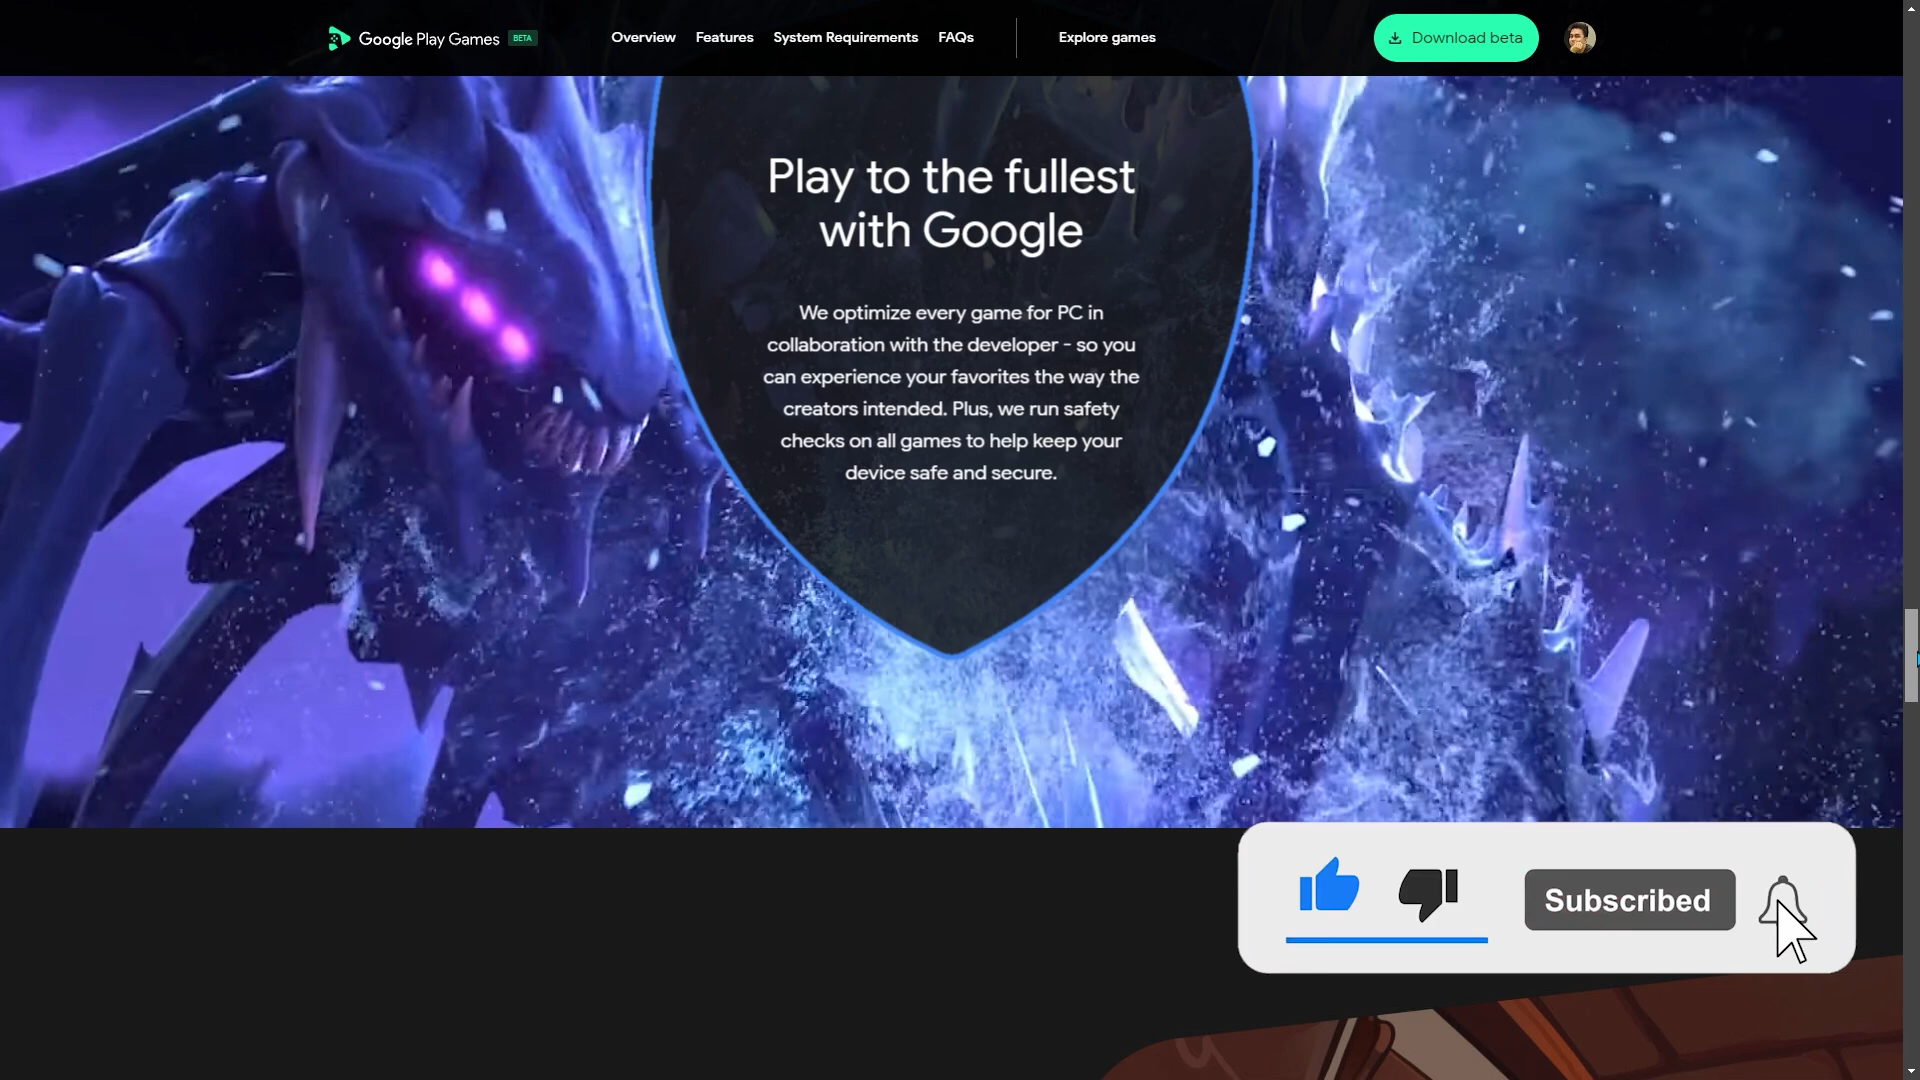 Google Play Games BETA Overview Features System Requirements FAQs Explore games Download beta
Play to the fullest
with Google
We optimize every game for PC in
collaboration with the developer - so you
can experience your favorites the way the
creators intended. Plus, we run safety
checks on all games to help keep your
device safe and secure.
Subscribed